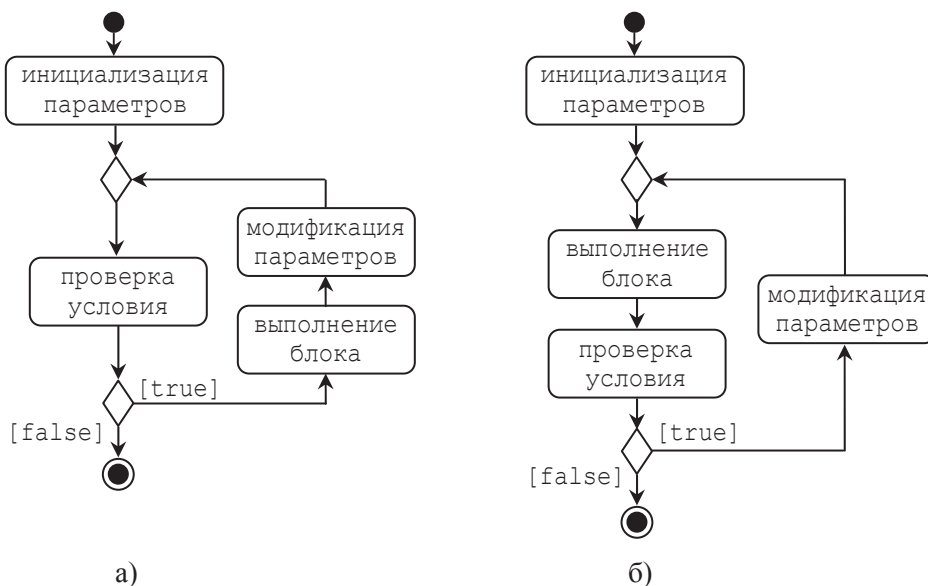 инициализация
параметров
модификация
параметров
проверка
условия
выполнение
блока
[true]
[false]
а)
инициализация
параметров
выполнение
блока
модификация
параметров
проверка
условия
[true]
[false]
б)